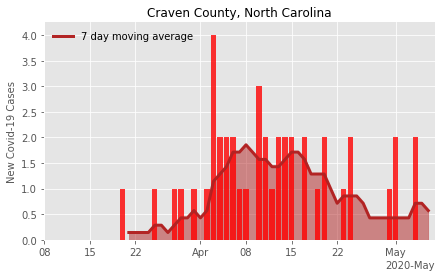 Craven County, North Carolina
7 day moving average
New Covid-19 Cases
4.0
3.5
3.0
2.5
2.0
1.5
1.0
0.5
0.0
08 15 22 Apr 08 15 22 May
2020-May